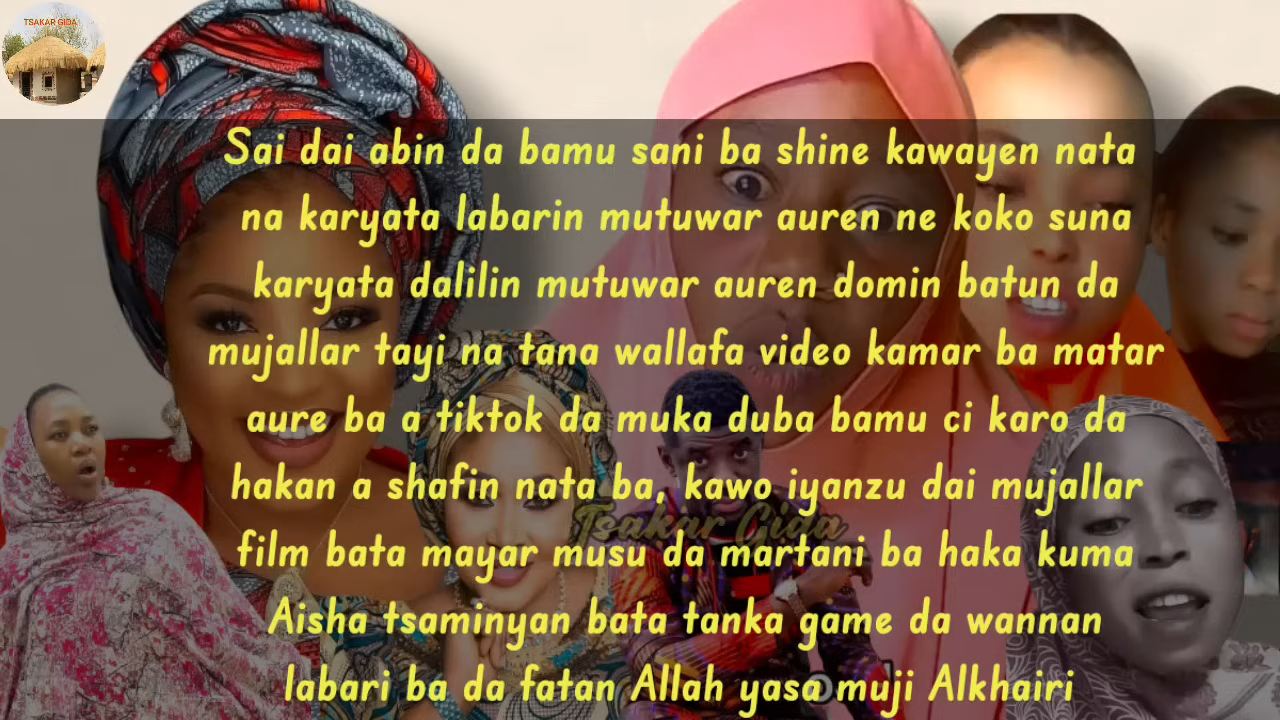 TSAKAR GIDA
Sai dai abin da bamu sani ba shine kawayen nata
na karyata labarin mutuwar auren ne koko suna
karyata dalilin mutuwar auren domin batun da
mujallar tayi na tana wallafa video kamar ba matar
aure ba a tiktok da muka duba bamu ci karo da
hakan a shafin nata ba, kawo iyanzu dai mujallar
Tsakar Gida
film bata mayar musu da martani ba haka kuma
Aisha tsaminyan bata tanka game da wannan
labari ba da fatan Allah yasa muji Alkhairi